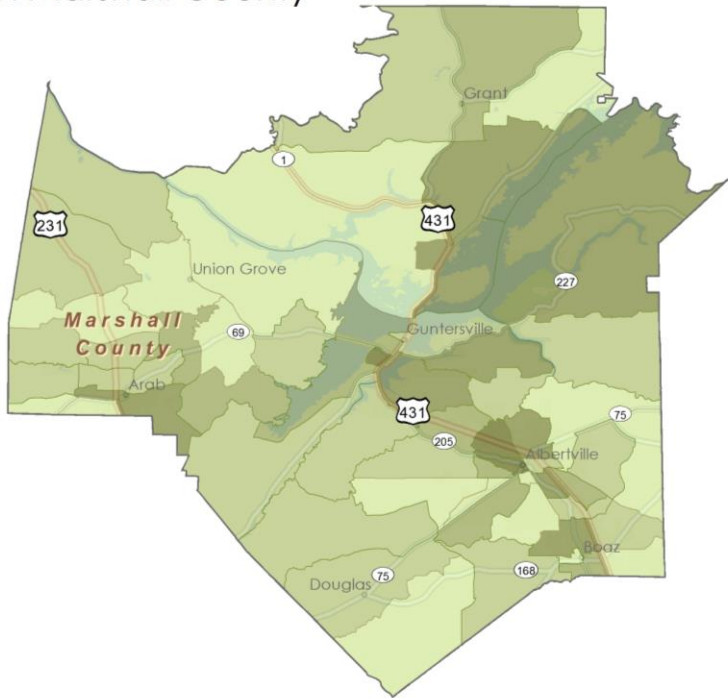 Grant
1
231
431
Union Grove
227
Marshall
County
69
Guntersville
Arab
431
75
205
Albertville
Boaz
168
75
Douglas